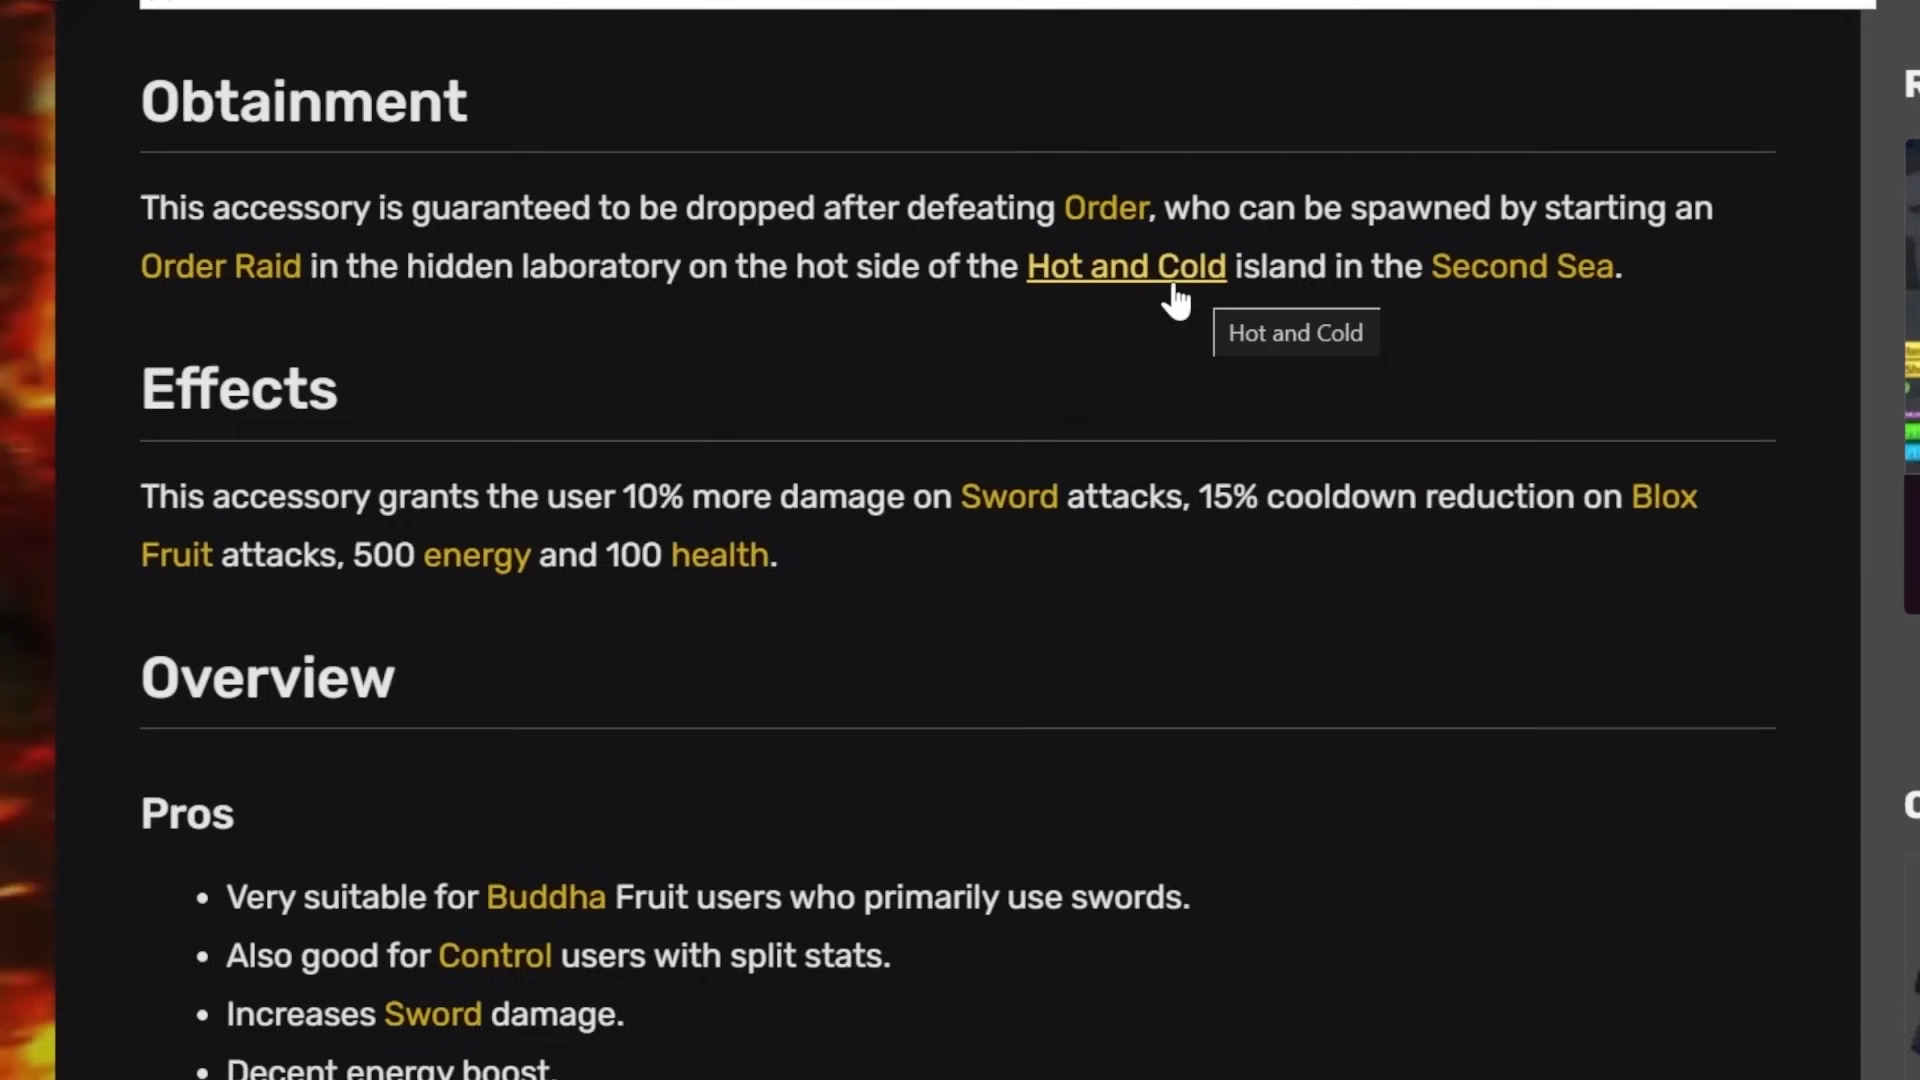 Obtainment
This accessory is guaranteed to be dropped after defeating Order, who can be spawned by starting an
Order Raid in the hidden laboratory on the hot side of the Hot and Cold island in the Second Sea.
Hot and Cold
Effects
This accessory grants the user 10% more damage on Sword attacks, 15% cooldown reduction on Blox
Fruit attacks, 500 energy and 100 health.
Overview
Pros
• Very suitable for Buddha Fruit users who primarily use swords.
• Also good for Control users with split stats.
• Increases Sword damage.
• Decent energy boost.